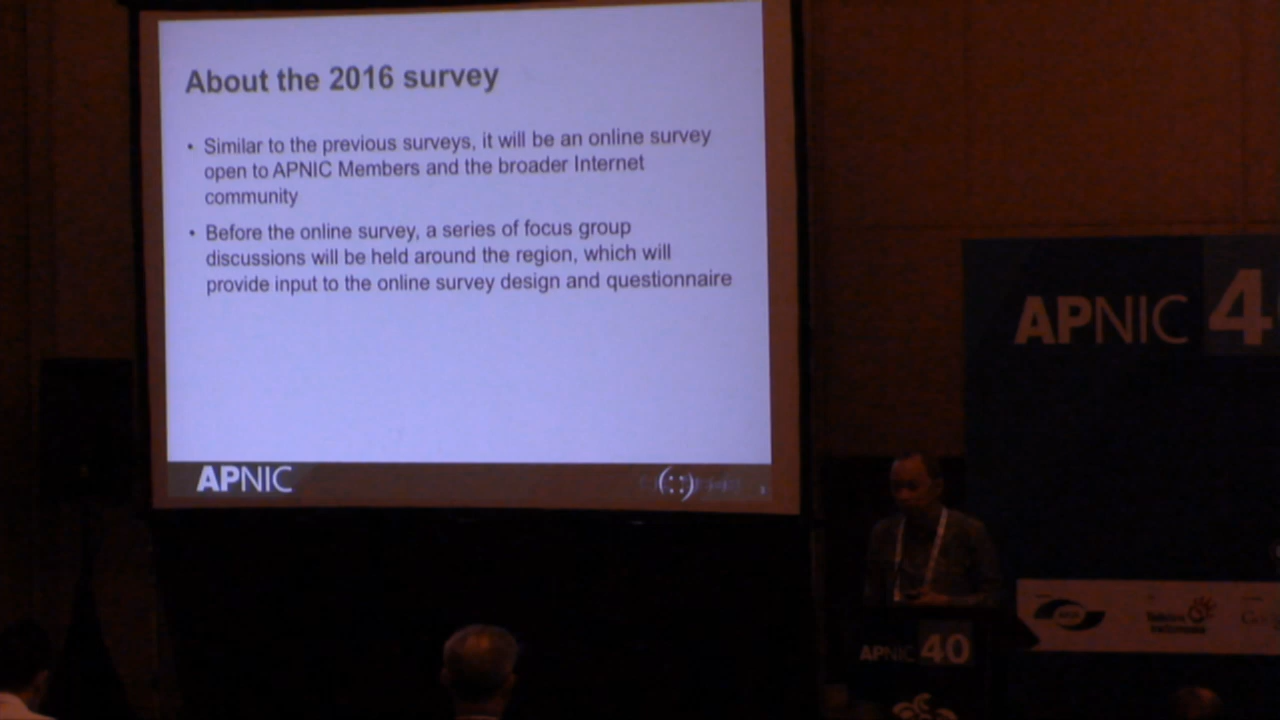 About the 2016 survey
• Similar to the previous surveys, it will be an online survey
open to APNIC Members and the broader Internet
community
• Before the online survey, a series of focus group
discussions will be held around the region, which will
provide input to the online survey design and questionnaire
APNIC
(::)
3
APNIC 4
APNIC 40